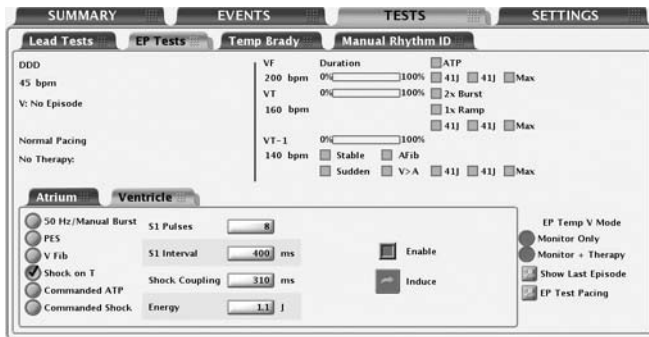 SUMMARY EVENTS TESTS SETTINGS
Lead Tests EP Tests Temp Brady Manual Rhythm ID
DDD
45 bpm
V: No Episode
Normal Pacing
No Therapy:
VF Duration ATP
200 bpm 0% 100% 41J 41J Max
VT 0% 100% 2x Burst
160 bpm 1x Ramp
41J 41J Max
VT-1 0% 100%
140 bpm Stable AFib
Sudden V>A 41J 41J Max
Atrium Ventricle
50 Hz/Manual Burst
PES
V Fib
Shock on T
Commanded ATP
Commanded Shock
S1 Pulses 8
S1 Interval 400 ms
Shock Coupling 310 ms
Energy 1.1 J
Enable
Induce
EP Temp V Mode
Monitor Only
Monitor + Therapy
Show Last Episode
EP Test Pacing